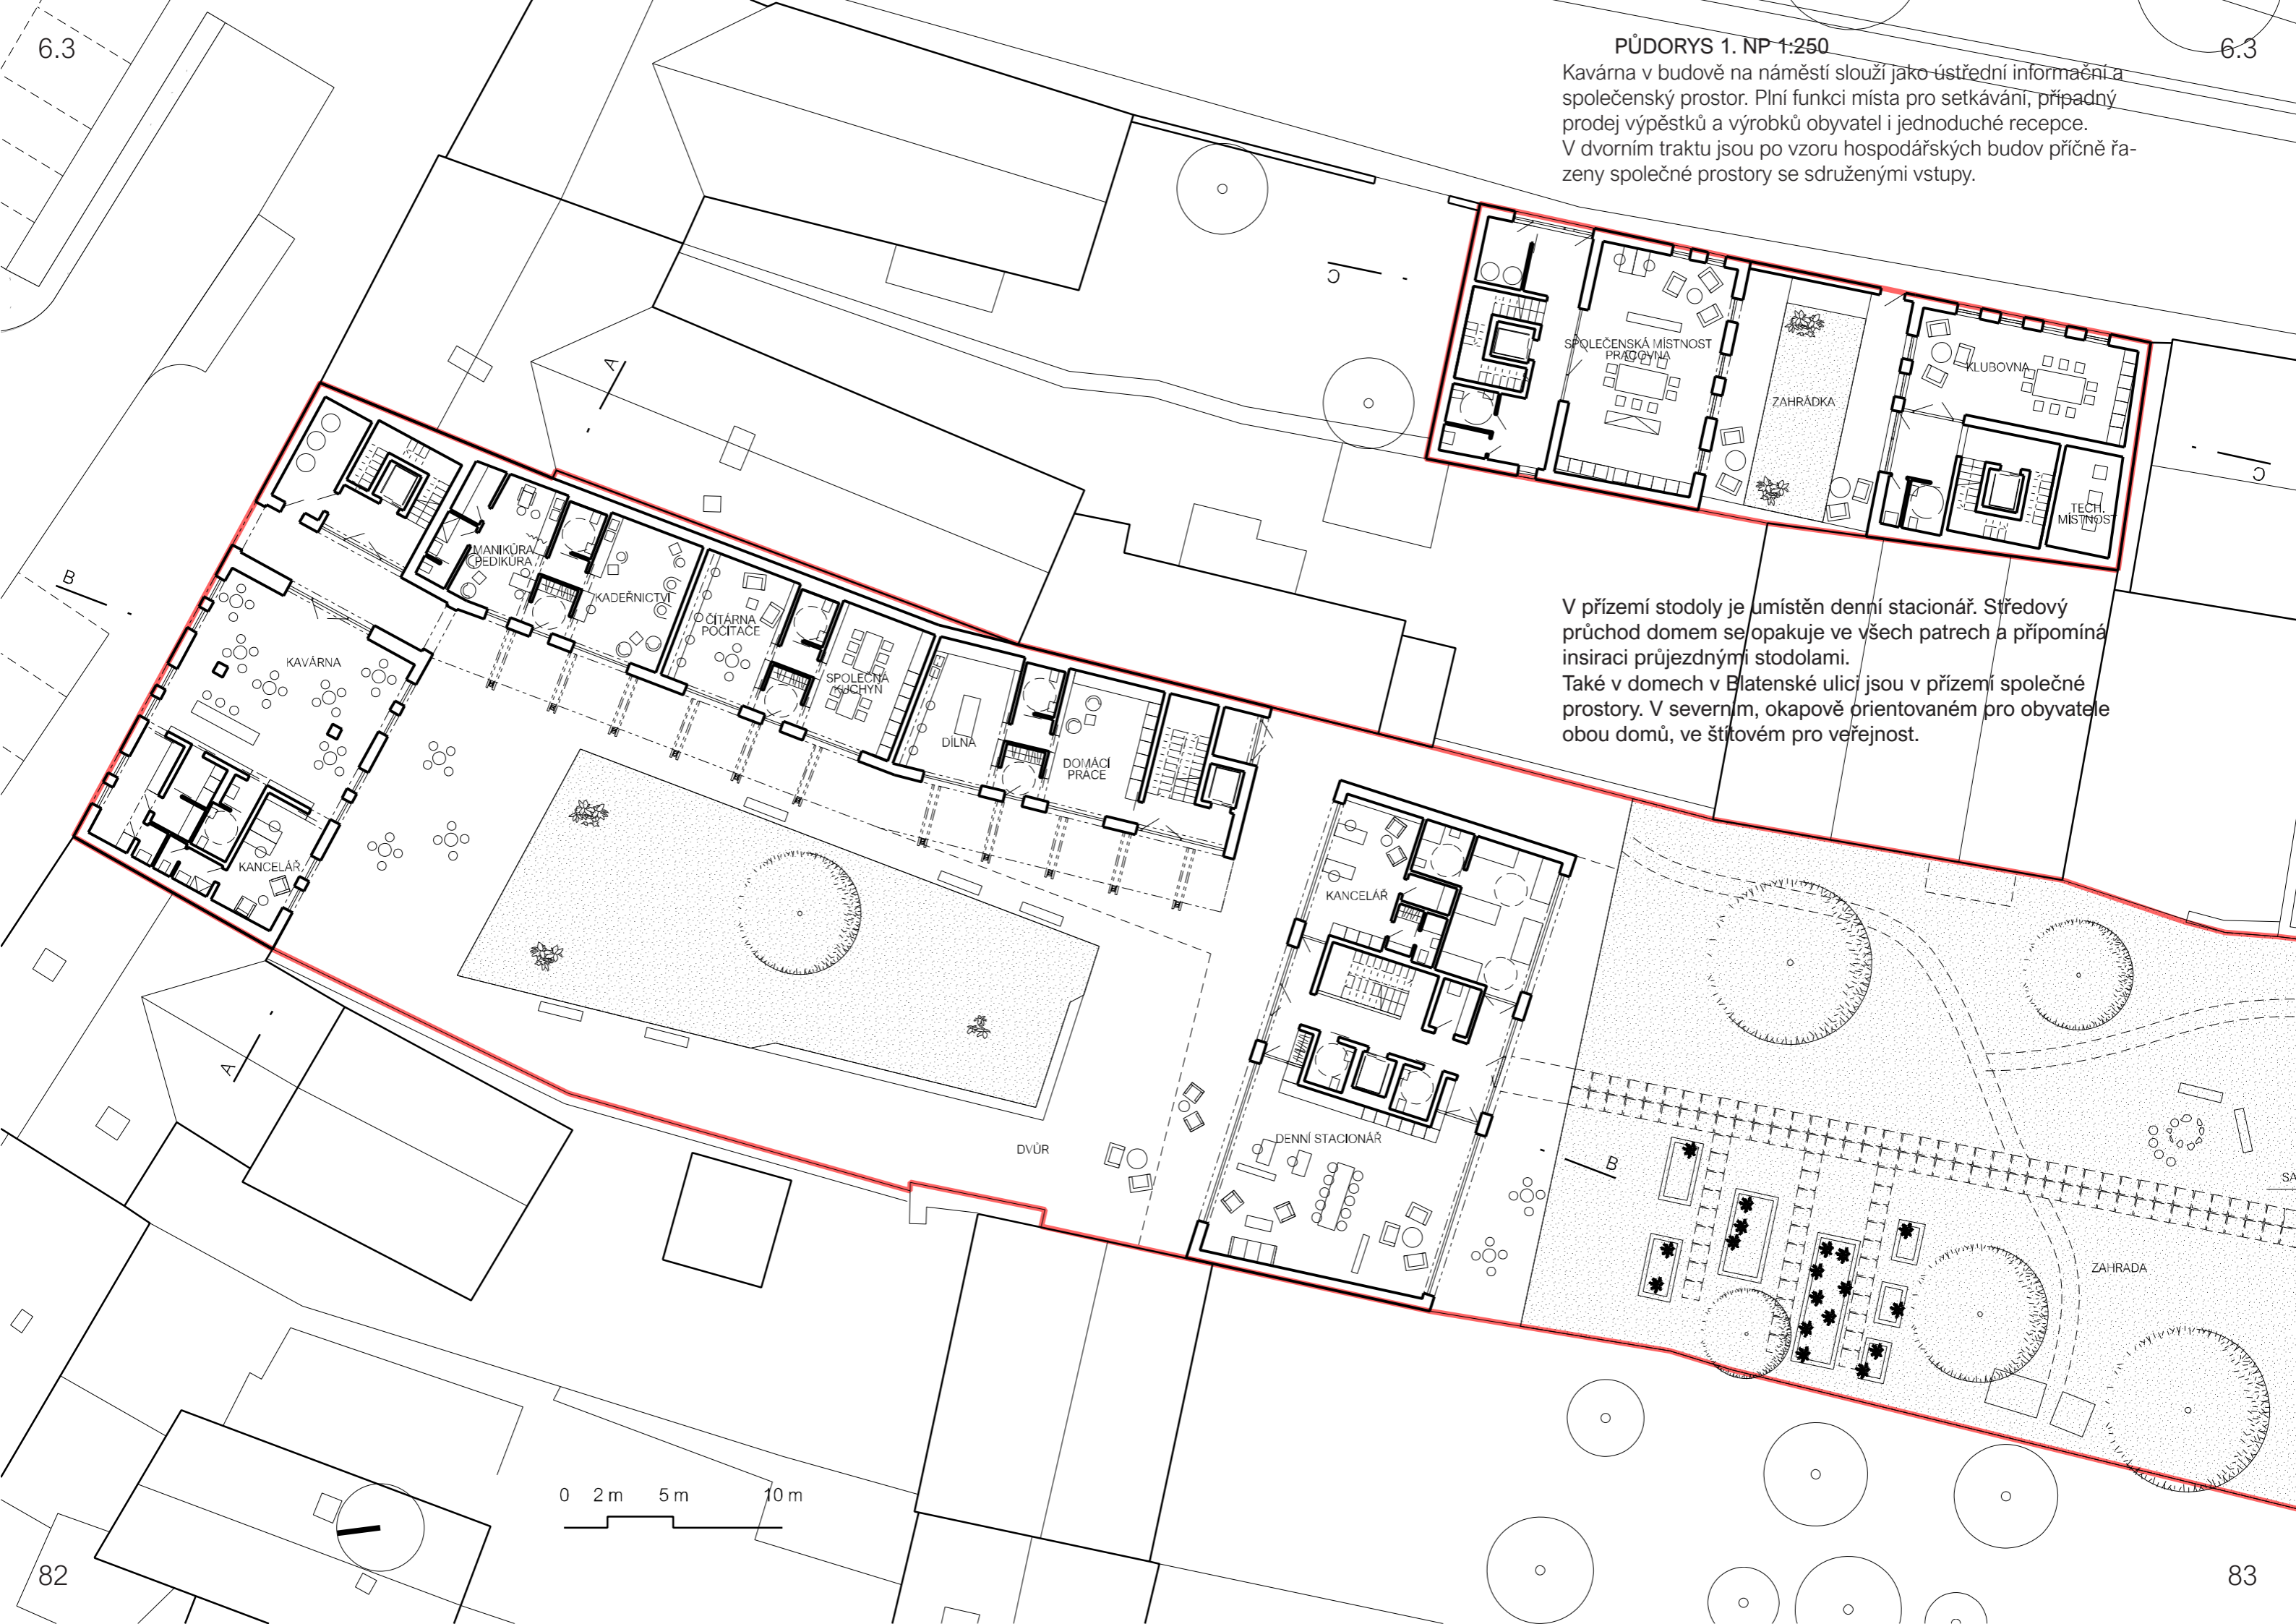 6.3
6.3
PŮDORYS 1. NP 1:250
Kavárna v budově na náměstí slouží jako ústřední informační a
společenský prostor. Plní funkci místa pro setkávání, případný
prodej výpěstků a výrobků obyvatel i jednoduché recepce.
V dvorním traktu jsou po vzoru hospodářských budov příčně řa-
zeny společné prostory se sdruženými vstupy.
C
SPOLEČENSKÁ MÍSTNOST
PRACOVNA
KLUBOVNA
ZAHRÁDKA
C
TECH.
MÍSTNOST
A
B
MANIKÚRA
PEDIKÚRA
KADEŘNICTVÍ
ČÍTÁRNA
POČÍTAČE
KAVÁRNA
SPOLEČNÁ
KUCHYŇ
DÍLNA
DOMÁCÍ
PRÁCE
KANCELÁŘ
V přízemí stodoly je umístěn denní stacionář. Středový
průchod domem se opakuje ve všech patrech a přípomíná
insiraci průjezdnými stodolami.
Také v domech v Blatenské ulici jsou v přízemí společné
prostory. V severním, okapově orientovaném pro obyvatele
obou domů, ve štítovém pro veřejnost.
KANCELÁŘ
A
DVŮR
DENNÍ STACIONÁŘ
B
SA
ZAHRADA
0 2 m 5 m 10 m
82
83